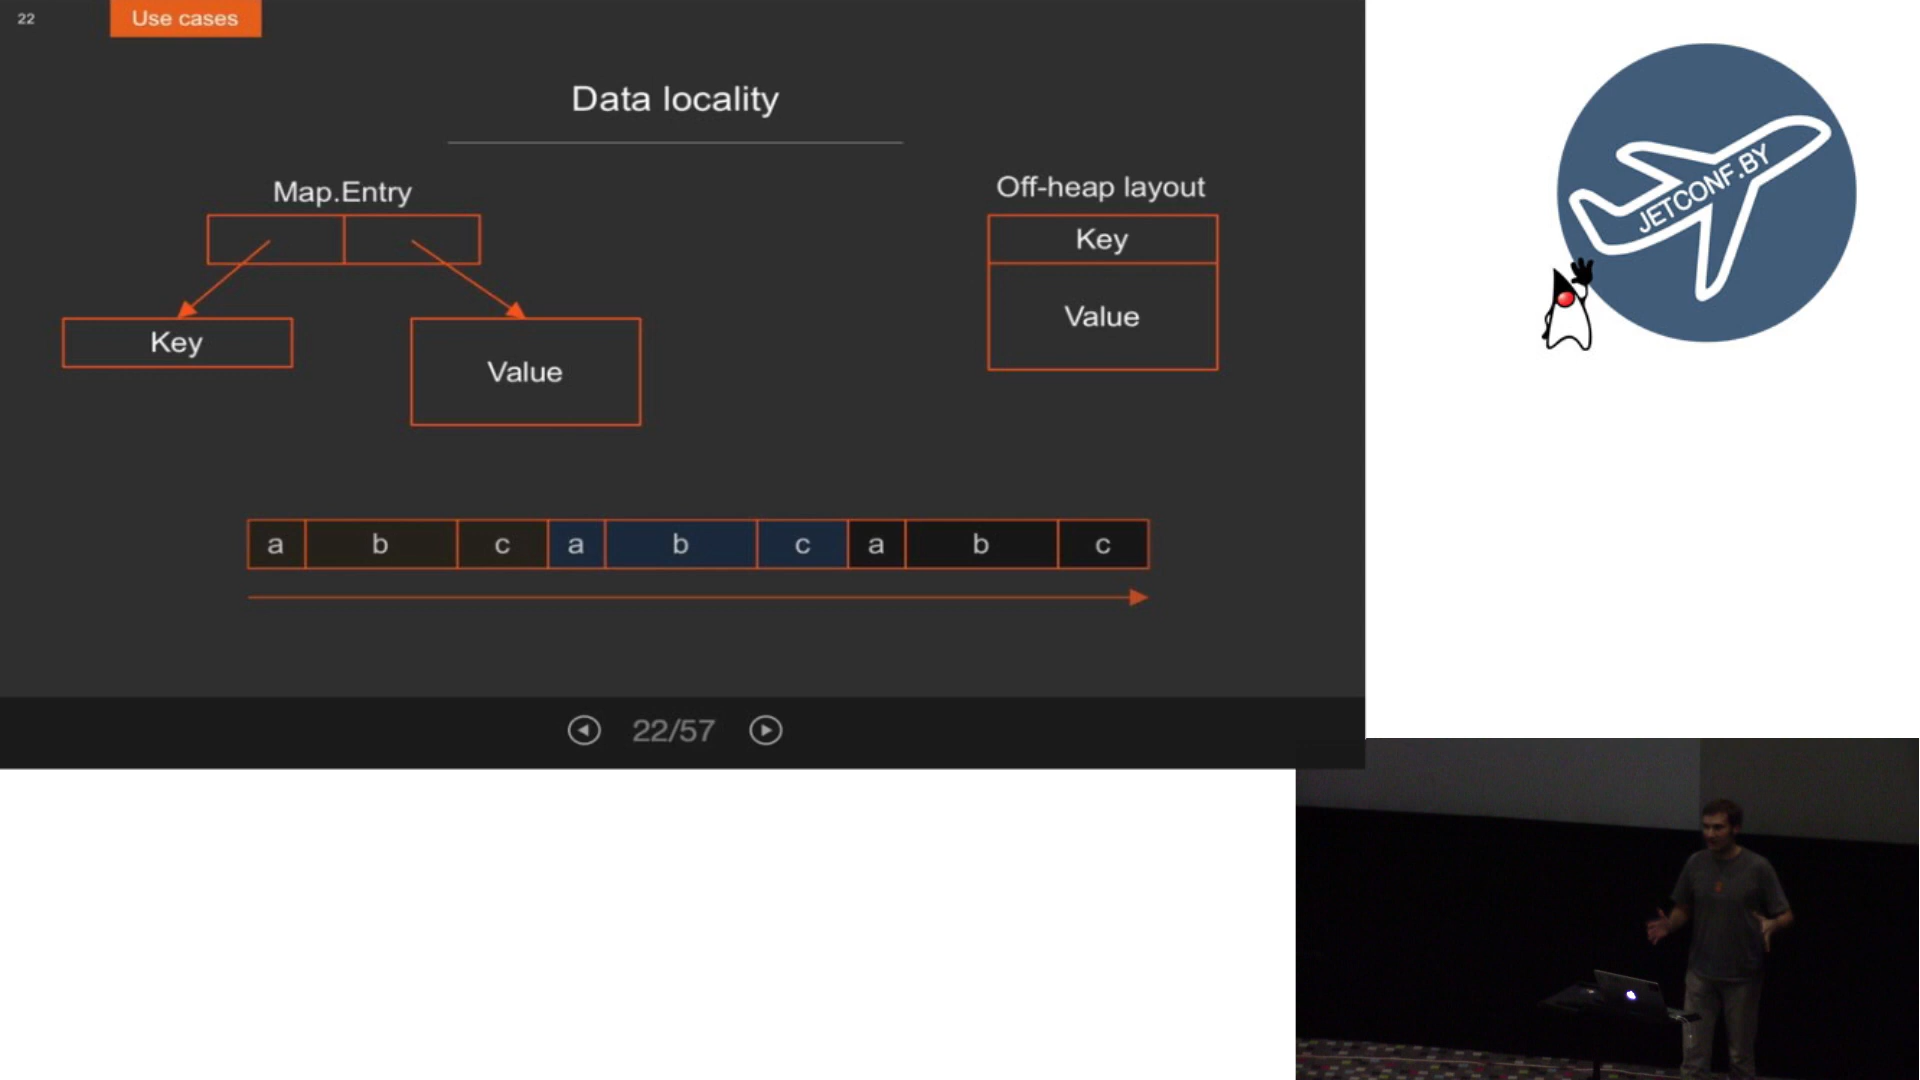 22
Use cases
Data locality
Map.Entry
Off-heap layout
Key
Value
Key
Value
a b c a b c a b c
22/57
JETCONF.BY